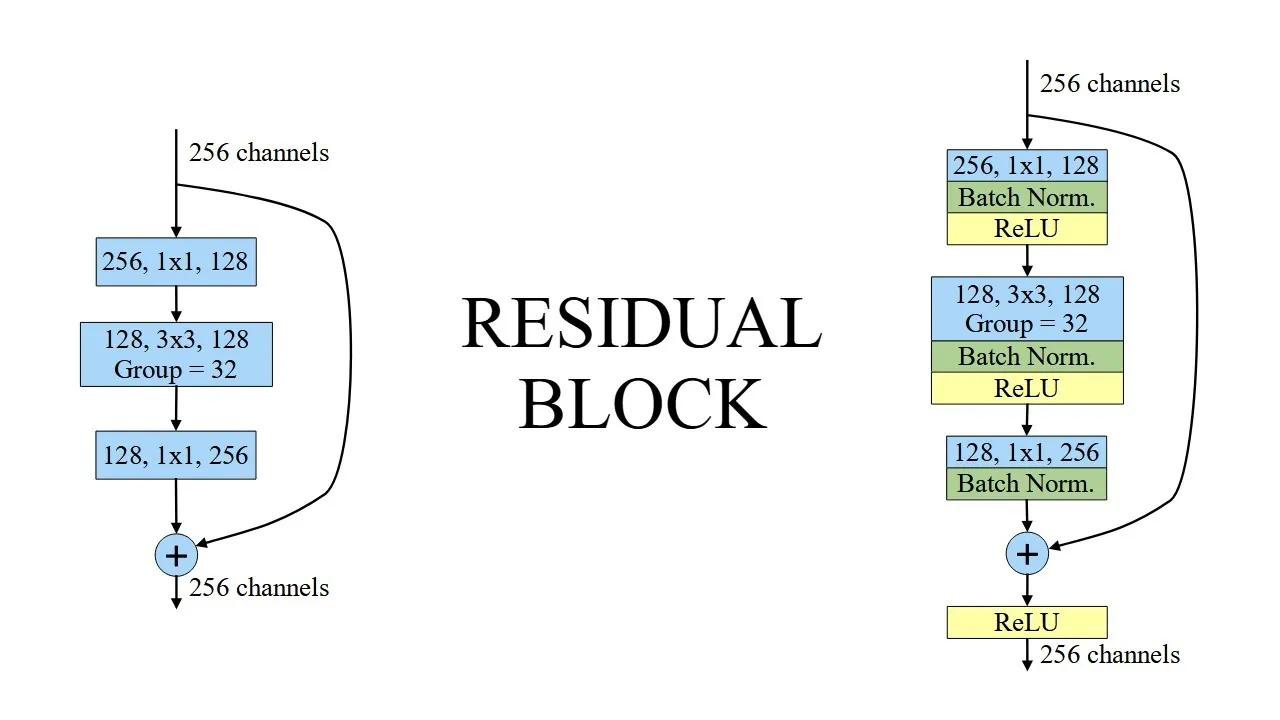 256 channels
256, 1x1, 128
128, 3x3, 128
Group = 32
128, 1x1, 256
+
256 channels
RESIDUAL
BLOCK
256 channels
256, 1x1, 128
Batch Norm.
ReLU
128, 3x3, 128
Group = 32
Batch Norm.
ReLU
128, 1x1, 256
Batch Norm.
+
ReLU
256 channels